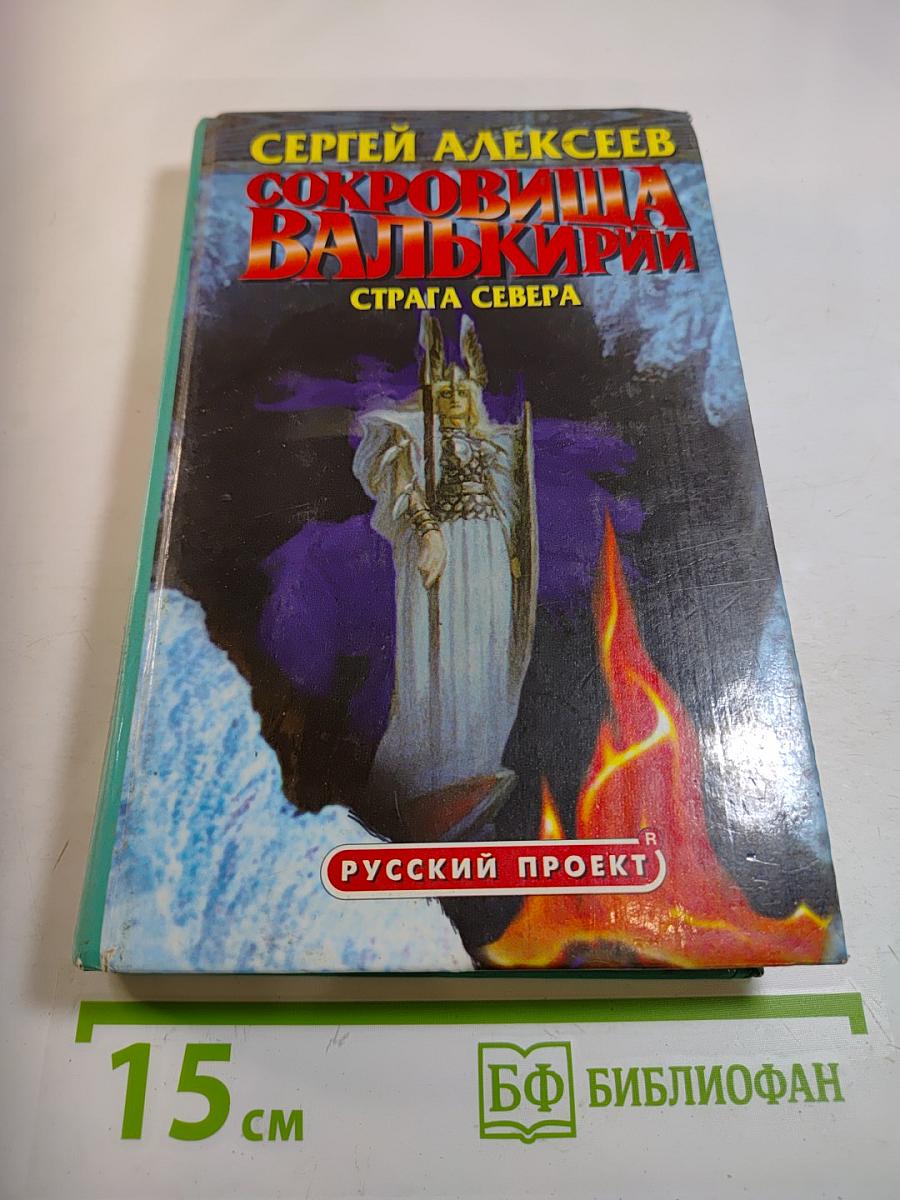 СЕРГЕЙ АЛЕКСЕЕВ
СОКРОВИЩА
ВАЛЬКИРИИ
СТРАГА СЕВЕРА
РУССКИЙ ПРОЕКТ
R
15 см
БФ БИБЛИОФАН